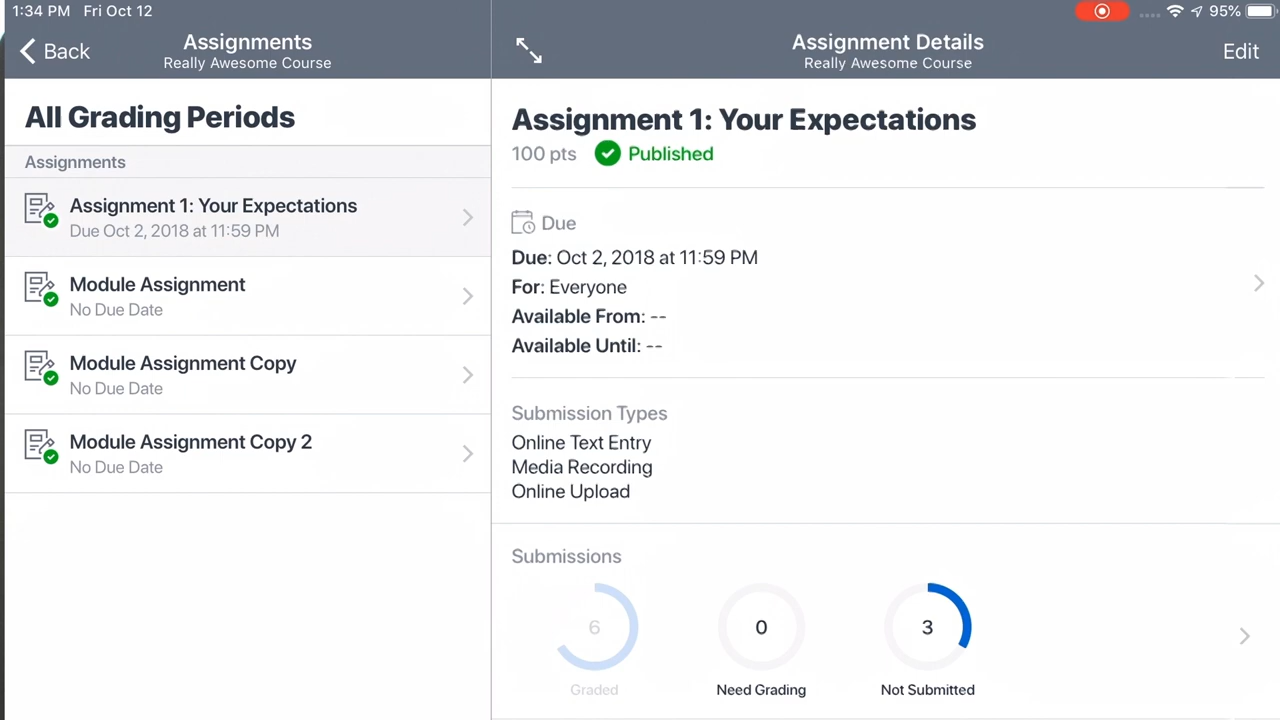 1:34 PM Fri Oct 12
95%
Back
Assignments
Really Awesome Course
All Grading Periods
Assignments
Assignment 1: Your Expectations
Due Oct 2, 2018 at 11:59 PM
Module Assignment
No Due Date
Module Assignment Copy
No Due Date
Module Assignment Copy 2
No Due Date
Assignment Details
Really Awesome Course
Edit
Assignment 1: Your Expectations
100 pts Published
Due
Due: Oct 2, 2018 at 11:59 PM
For: Everyone
Available From: --
Available Until: --
Submission Types
Online Text Entry
Media Recording
Online Upload
Submissions
6 0 3
Graded Need Grading Not Submitted